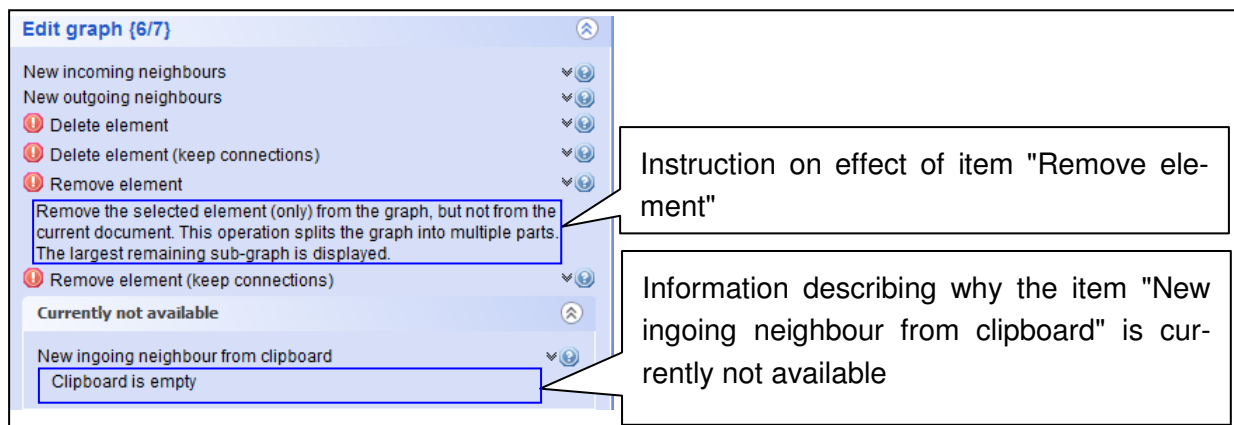 Edit graph {6/7}
New incoming neighbours
New outgoing neighbours
Delete element
Delete element (keep connections)
Remove element
Remove the selected element (only) from the graph, but not from the
current document. This operation splits the graph into multiple parts.
The largest remaining sub-graph is displayed.
Remove element (keep connections)
Currently not available
New ingoing neighbour from clipboard
Clipboard is empty
Instruction on effect of item "Remove ele-
ment"
Information describing why the item "New
ingoing neighbour from clipboard" is cur-
rently not available